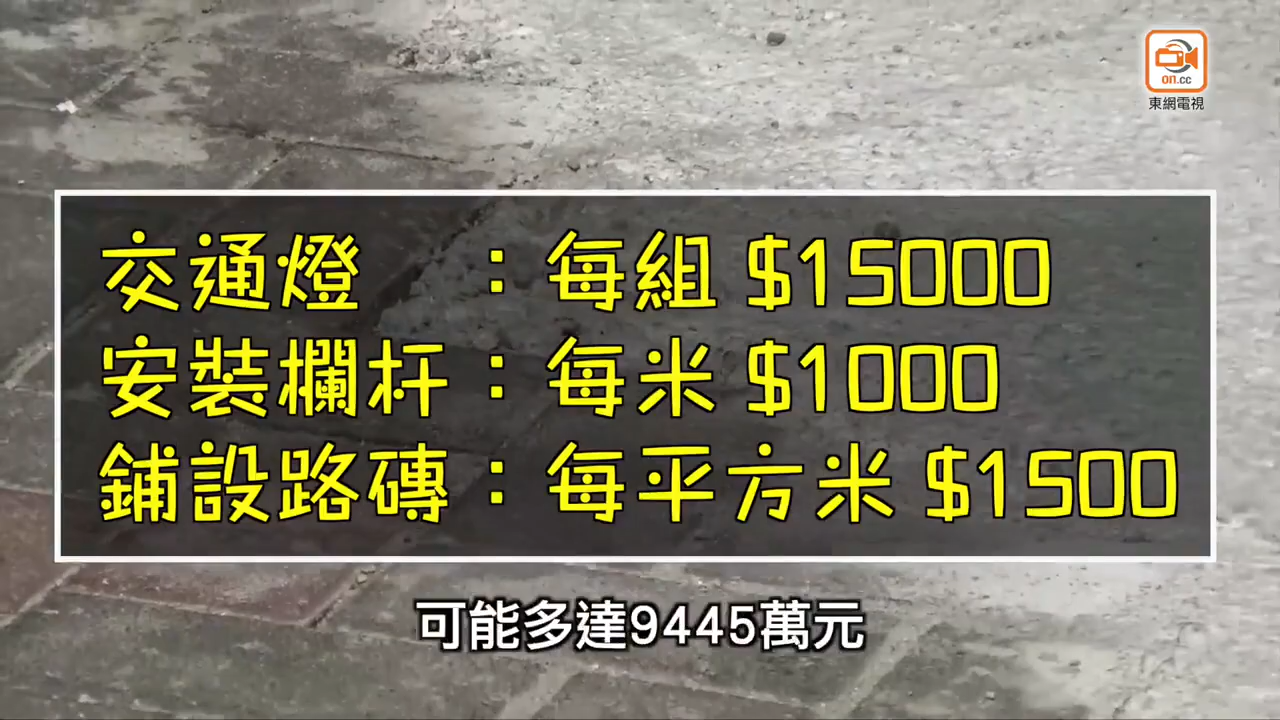 on.cc
東網電視
交通燈 : 每組 $15000
安裝欄杆 : 每米 $1000
鋪設路磚 : 每平方米 $1500
可能多達9445萬元